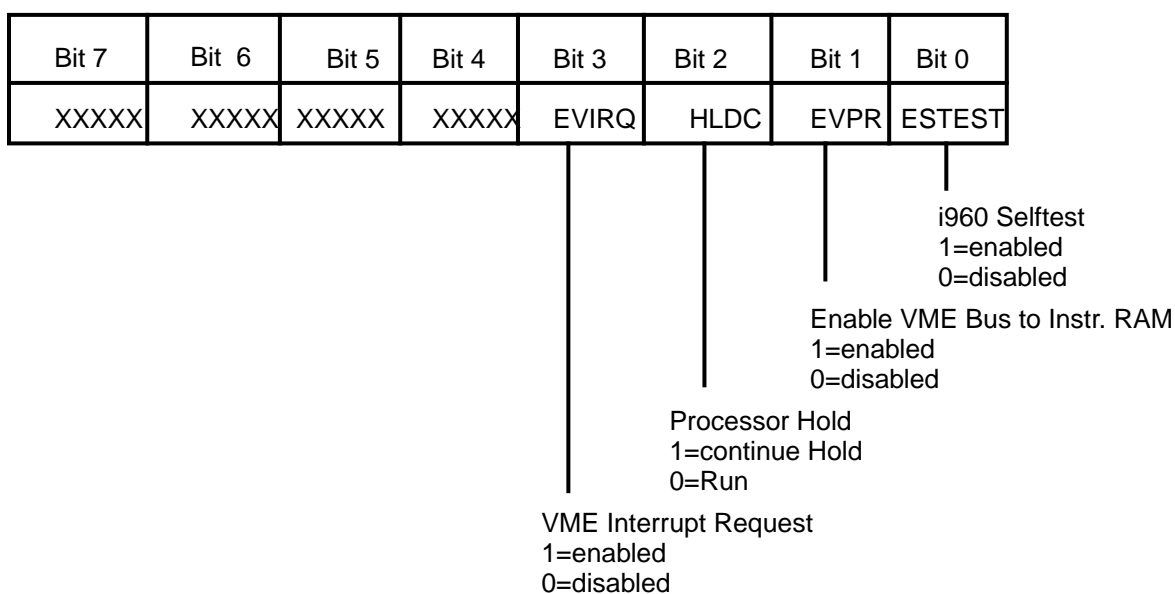 Bit 7 Bit 6 Bit 5 Bit 4 Bit 3 Bit 2 Bit 1 Bit 0
XXXXX XXXXX XXXXX XXXXX EVIRQ HLDC EVPR ESTEST
i960 Selftest
1=enabled
0=disabled
Enable VME Bus to Instr. RAM
1=enabled
0=disabled
Processor Hold
1=continue Hold
0=Run
VME Interrupt Request
1=enabled
0=disabled